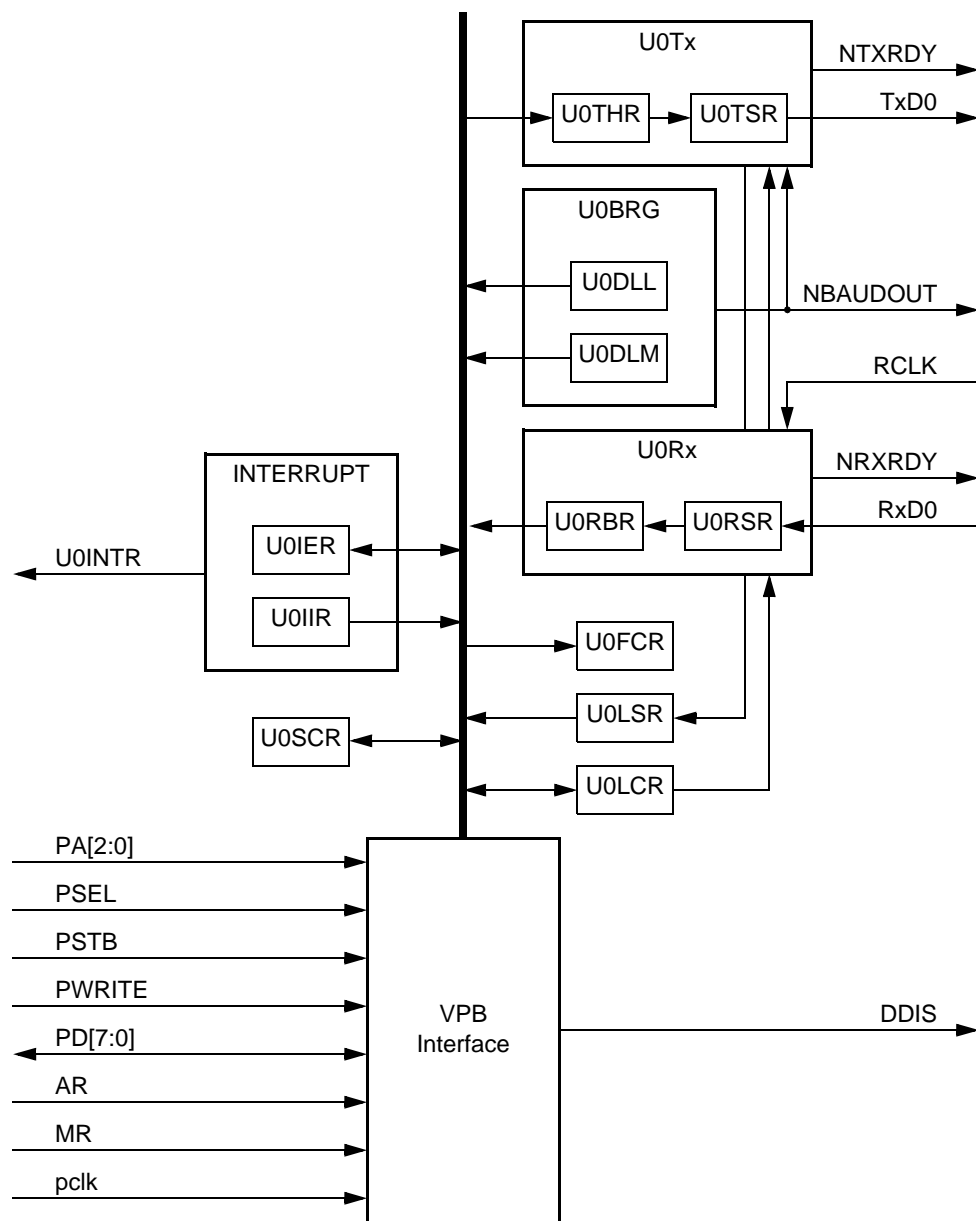 U0Tx
NTXRDY
U0THR
U0TSR
TxD0
U0BRG
U0DLL
NBAUDOUT
U0DLM
RCLK
U0Rx
INTERRUPT
NRXRDY
U0RBR
U0RSR
RxD0
U0INTR
U0IER
U0IIR
U0FCR
U0LSR
U0SCR
U0LCR
PA[2:0]
PSEL
PSTB
PWRITE
VPB
Interface
DDIS
PD[7:0]
AR
MR
pclk